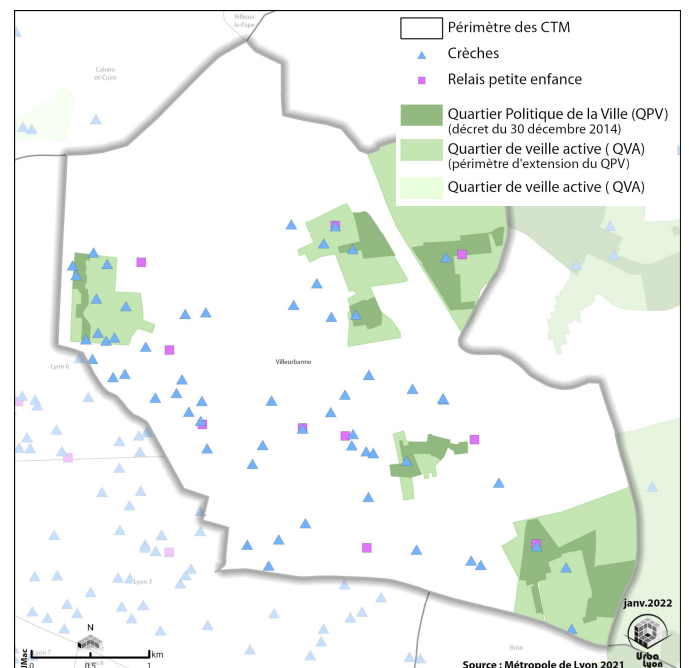 Rillieux
la-Pape
Périmètre des CTM
Crèches
Relais petite enfance
Quartier Politique de la Ville (QPV)
(décret du 30 décembre 2014)
Quartier de veille active ( QVA)
(périmètre d'extension du QPV)
Quartier de veille active ( QVA)
Caluire
et-Cuire
Villeurbanne
Lyon 6
Lyon 3
Bron
janv.2022
N
km
0 0,5 1
Lyon 7
JMac
Urba
Lyon
Source : Métropole de Lyon 2021